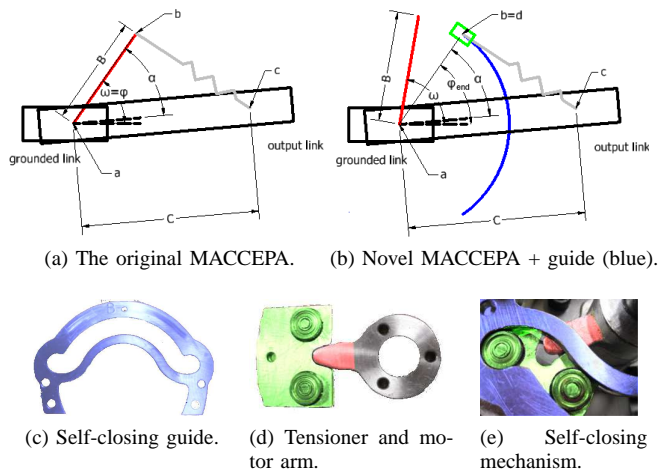 b
B
α
ω=φ
c
grounded link
output link
a
C
b=d
B
ω
φend
α
c
grounded link
output link
a
C
(a) The original MACCEPA.
(b) Novel MACCEPA + guide (blue).
(c) Self-closing guide.
(d) Tensioner and mo-
tor arm.
(e) Self-closing
mechanism.